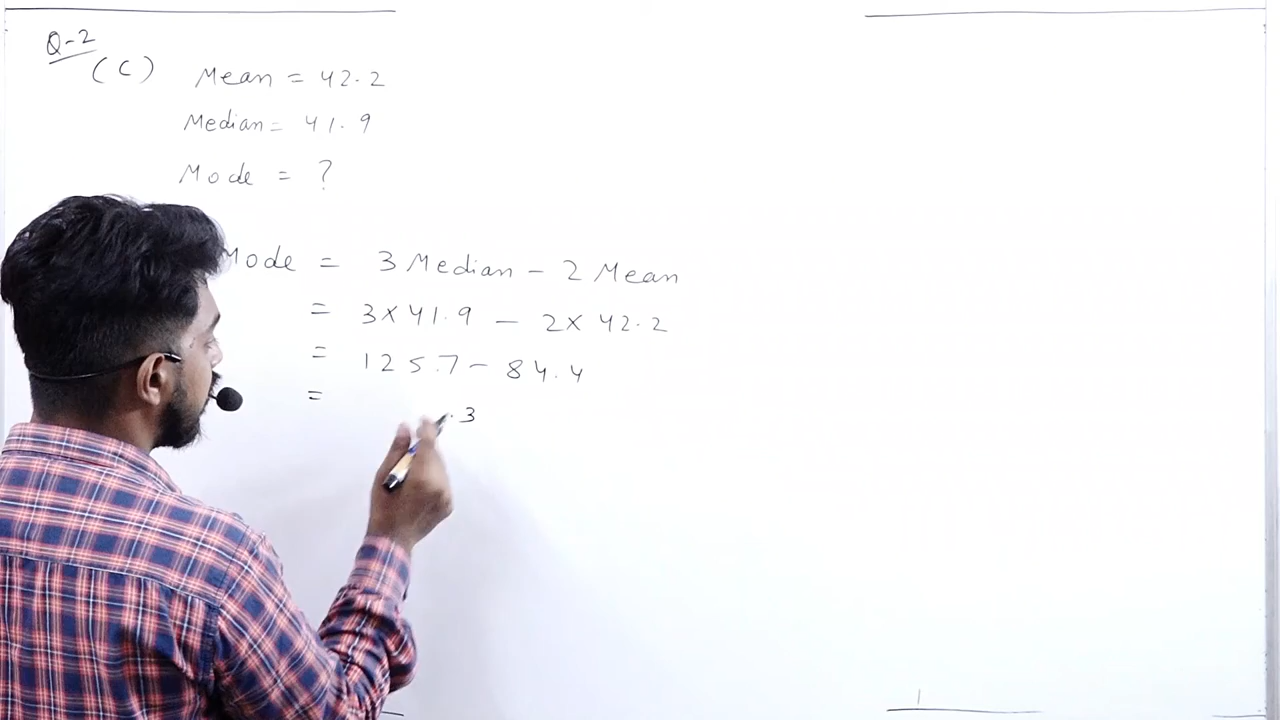 Q-2
(C) Mean = 42.2
Median = 41.9
Mode = ?
Mode = 3 Median - 2 Mean
= 3 × 41.9 - 2 × 42.2
= 125.7 - 84.4
= .3